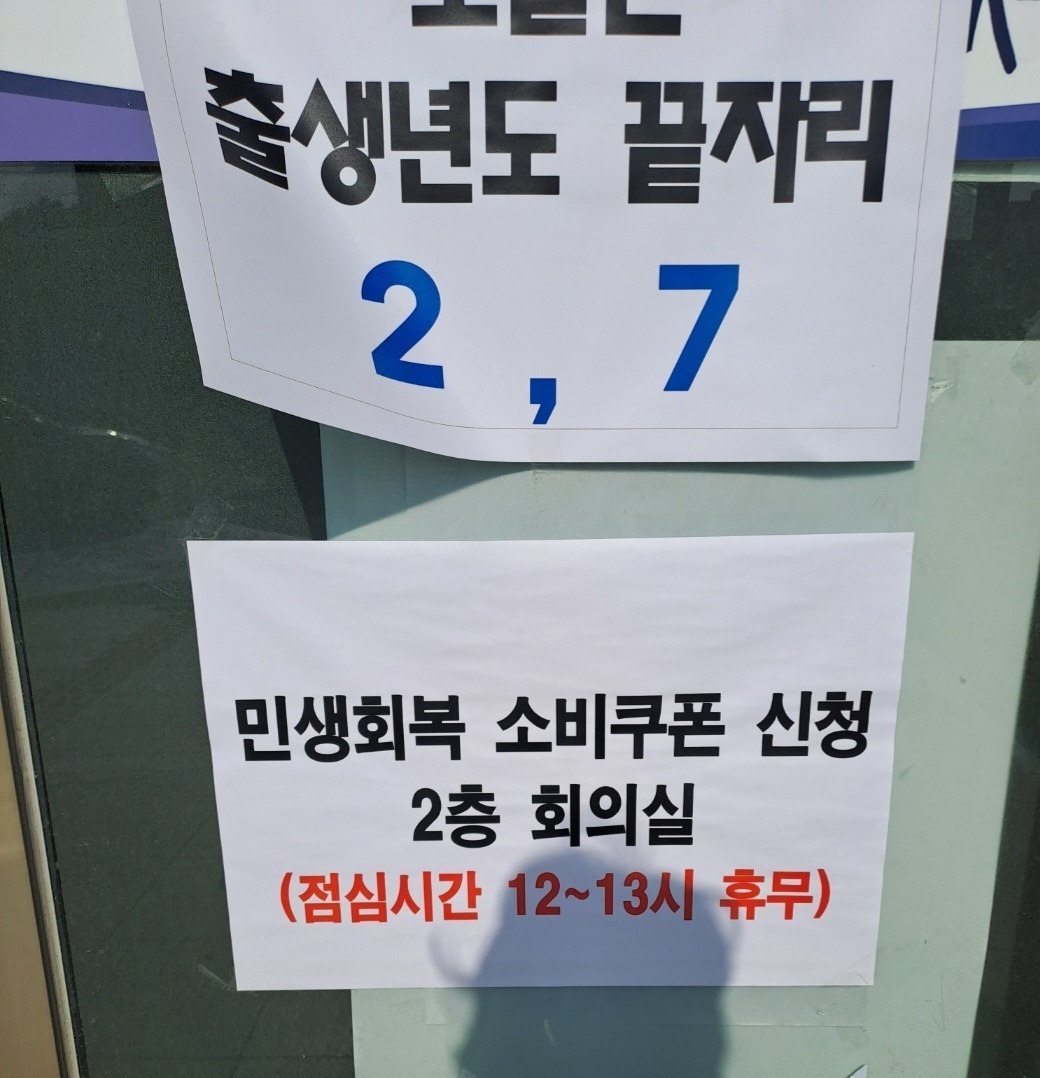 출생년도 끝자리
2, 7
민생회복 소비쿠폰 신청
2층 회의실
(점심시간 12~13시 휴무)